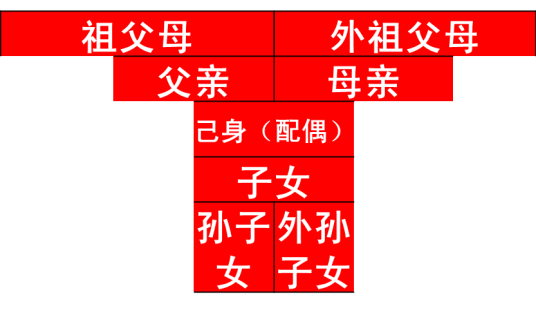 祖父母 外祖父母
父亲 母亲
己身（配偶）
子女
孙子 外孙
女 子女